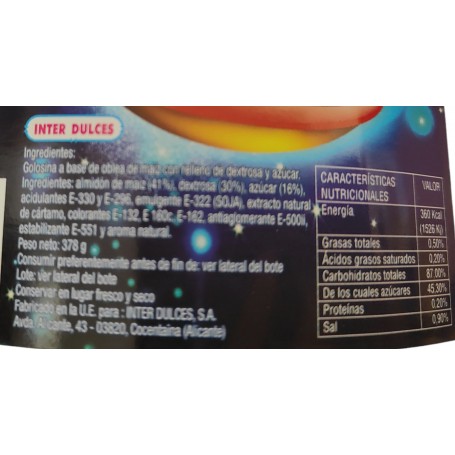 INTER DULCES
Ingredientes:
Golosina a base de oblea de maiz con relleno de dextrosa y azúcar.
Ingredientes: almidón de maiz (41%), dextrosa (30%), azúcar (16%),
acidulantes E-330 y E-296, emulgente E-322 (SOJA), extracto natural
de cártamo, colorantes E-132, E 160c, E-162, antiaglomerante E-500ii,
estabilizante E-551 y aroma natural.
Peso neto: 378 g
Consumir preferentemente antes de fin de: ver lateral del bote
Lote: ver lateral del bote
Conservar en lugar fresco y seco
Fabricado en la U.E. para: INTER DULCES, S.A.
Avda. Alicante, 43 - 03820, Cocentaina (Alicante)
CARACTERÍSTICAS NUTRICIONALES VALOR
Energía 360 Kcal
(1526 Kj)
Grasas totales 0,50%
Ácidos grasos saturados 0,20%
Carbohidratos totales 87,00%
De los cuales azúcares 45,30%
Proteínas 0,20%
Sal 0,90%